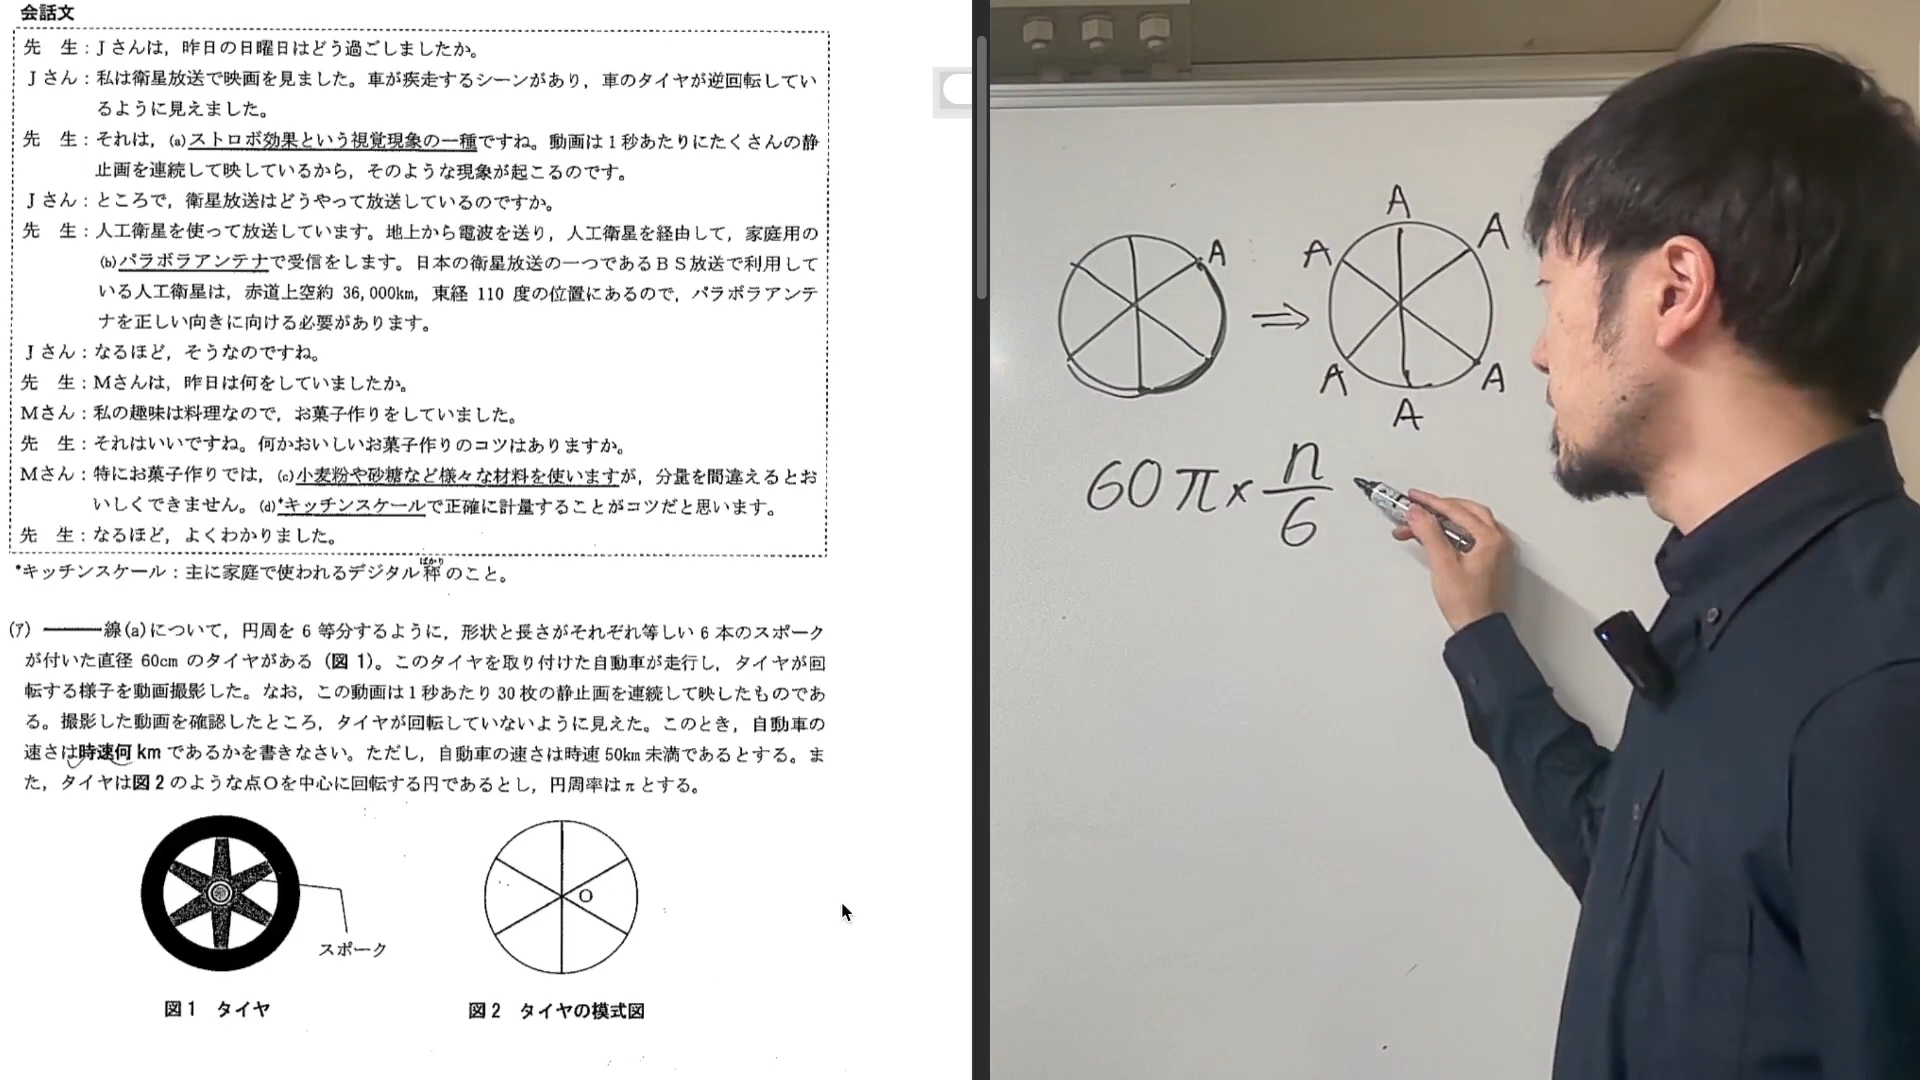 会話文
先　生：Jさんは，昨日の日曜日はどう過ごしましたか。
Jさん：私は衛星放送で映画を見ました。車が疾走するシーンがあり，車のタイヤが逆回転してい
るように見えました。
先　生：それは，(a)ストロボ効果という視覚現象の一種ですね。動画は1秒あたりにたくさんの静
止画を連続して映しているから，そのような現象が起こるのです。
Jさん：ところで，衛星放送はどうやって放送しているのですか。
先　生：人工衛星を使って放送しています。地上から電波を送り，人工衛星を経由して，家庭用の
(b)パラボラアンテナで受信をします。日本の衛星放送の一つであるBS放送で利用して
いる人工衛星は，赤道上空約 36,000km，東経 110 度の位置にあるので，パラボラアンテ
ナを正しい向きに向ける必要があります。
Jさん：なるほど，そうなのですね。
先　生：Mさんは，昨日は何をしていましたか。
Mさん：私の趣味は料理なので，お菓子作りをしていました。
先　生：それはいいですね。何かおいしいお菓子作りのコツはありますか。
Mさん：特にお菓子作りでは，(c)小麦粉や砂糖など様々な材料を使いますが，分量を間違えるとお
いしくできません。(d)*キッチンスケールで正確に計量することがコツだと思います。
先　生：なるほど，よくわかりました。
*キッチンスケール：主に家庭で使われるデジタル秤のこと。
ばかり
(ｱ) ―――線(a)について，円周を 6 等分するように，形状と長さがそれぞれ等しい 6 本のスポーク
が付いた直径 60cm のタイヤがある（図 1）。このタイヤを取り付けた自動車が走行し，タイヤが回
転する様子を動画撮影した。なお，この動画は1秒あたり 30 枚の静止画を連続して映したものであ
る。撮影した動画を確認したところ，タイヤが回転していないように見えた。このとき，自動車の
速さは時速何 km であるかを書きなさい。ただし，自動車の速さは時速 50km 未満であるとする。ま
た，タイヤは図 2 のような点Oを中心に回転する円であるとし，円周率はπとする。
スポーク
O
図1　タイヤ
図2　タイヤの模式図
A
⇒
A
A
A
A
A
A
60π×n/6